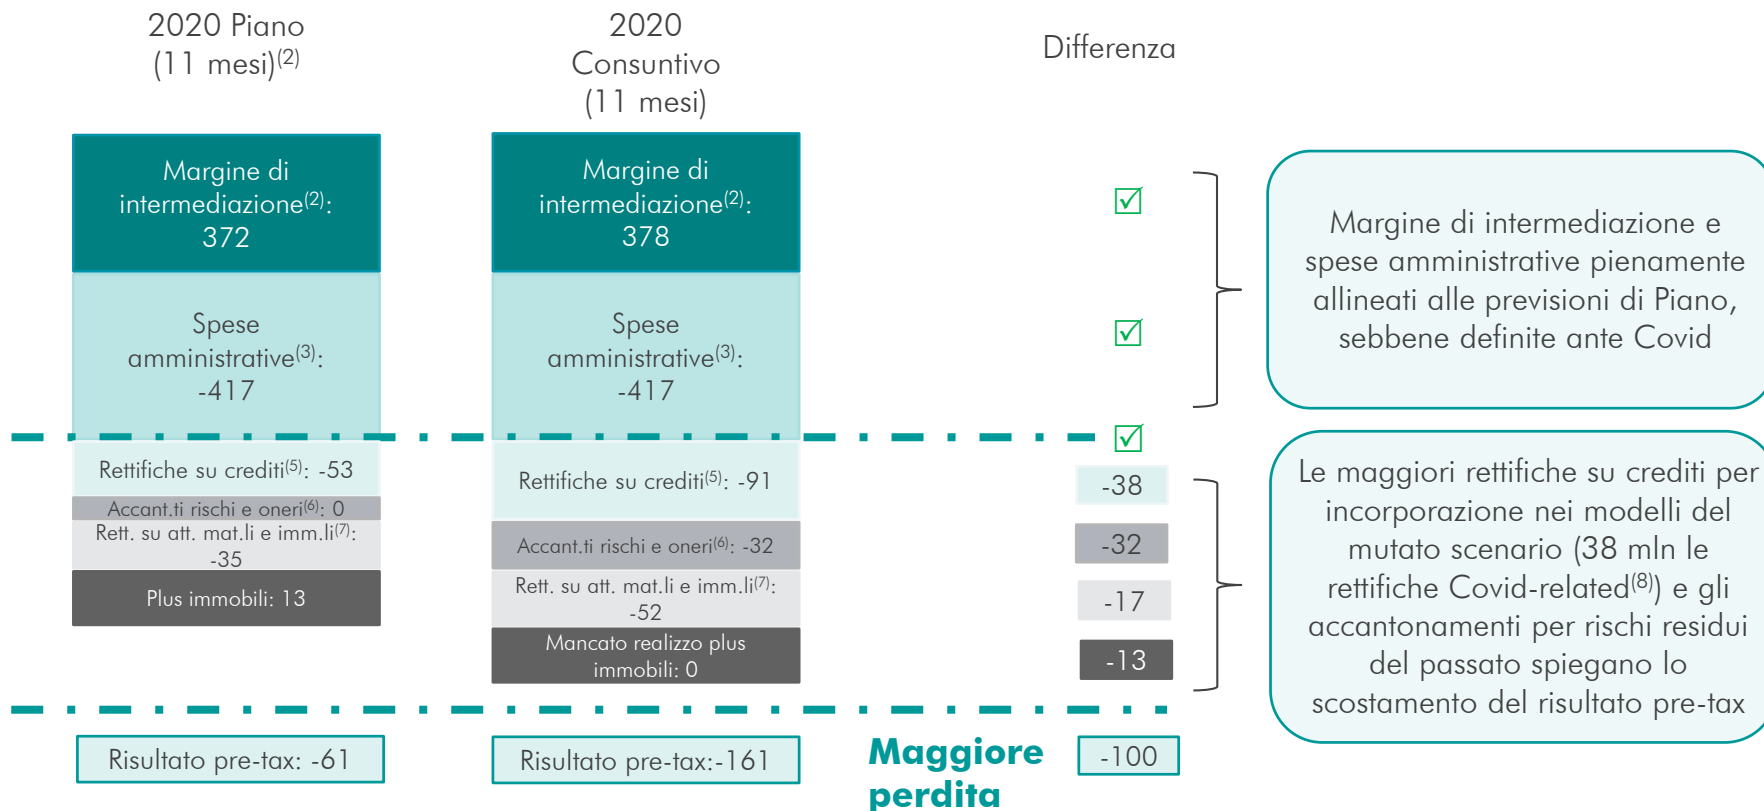 2020 Piano
(11 mesi)(2)
2020
Consuntivo
(11 mesi)
Differenza
Margine di
intermediazione(2):
372
Spese
amministrative(3):
-417
Rettifiche su crediti(5): -53
Accant.ti rischi e oneri(6): 0
Rett. su att. mat.li e imm.li(7):
-35
Plus immobili: 13
Risultato pre-tax: -61
Margine di
intermediazione(2):
378
Spese
amministrative(3):
-417
Rettifiche su crediti(5): -91
Accant.ti rischi e oneri(6): -32
Rett. su att. mat.li e imm.li(7):
-52
Mancato realizzo plus
immobili: 0
Risultato pre-tax:-161
☑
☑
☑
-38
-32
-17
-13
Maggiore
perdita
-100
Margine di intermediazione e
spese amministrative pienamente
allineati alle previsioni di Piano,
sebbene definite ante Covid
Le maggiori rettifiche su crediti per
incorporazione nei modelli del
mutato scenario (38 mln le
rettifiche Covid-related(8)) e gli
accantonamenti per rischi residui
del passato spiegano lo
scostamento del risultato pre-tax